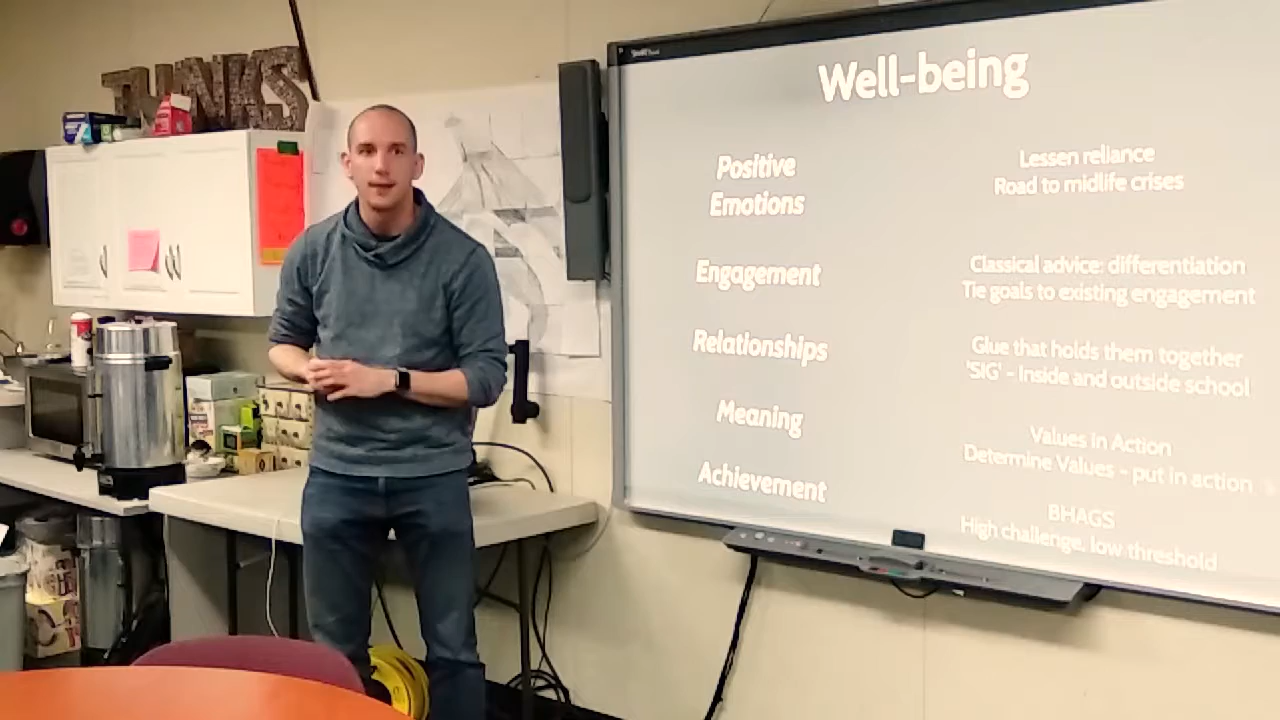 THINKS
Well-being
Positive
Emotions
Lessen reliance
Road to midlife crises
Engagement
Classical advice: differentiation
Tie goals to existing engagement
Relationships
Glue that holds them together
'SIG' - Inside and outside school
Meaning
Values in Action
Determine Values - put in action
Achievement
BHAGS
High challenge, low threshold